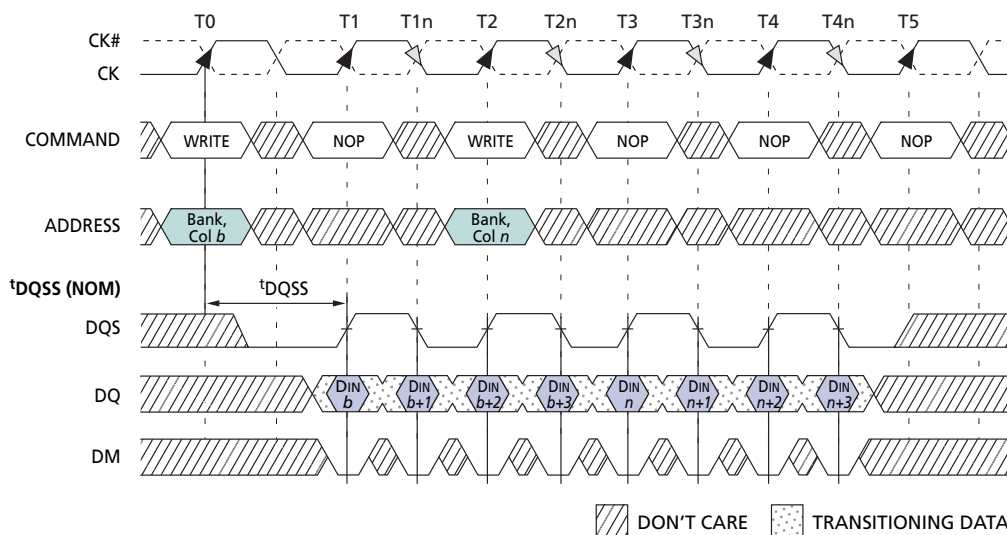 T0 T1 T1n T2 T2n T3 T3n T4 T4n T5
CK#
CK
COMMAND WRITE NOP WRITE NOP NOP NOP
ADDRESS Bank, Col b Bank, Col n
tDQSS (NOM) tDQSS
DQS
DQ DIN b DIN b+1 DIN b+2 DIN b+3 DIN n DIN n+1 DIN n+2 DIN n+3
DM
DON'T CARE TRANSITIONING DATA